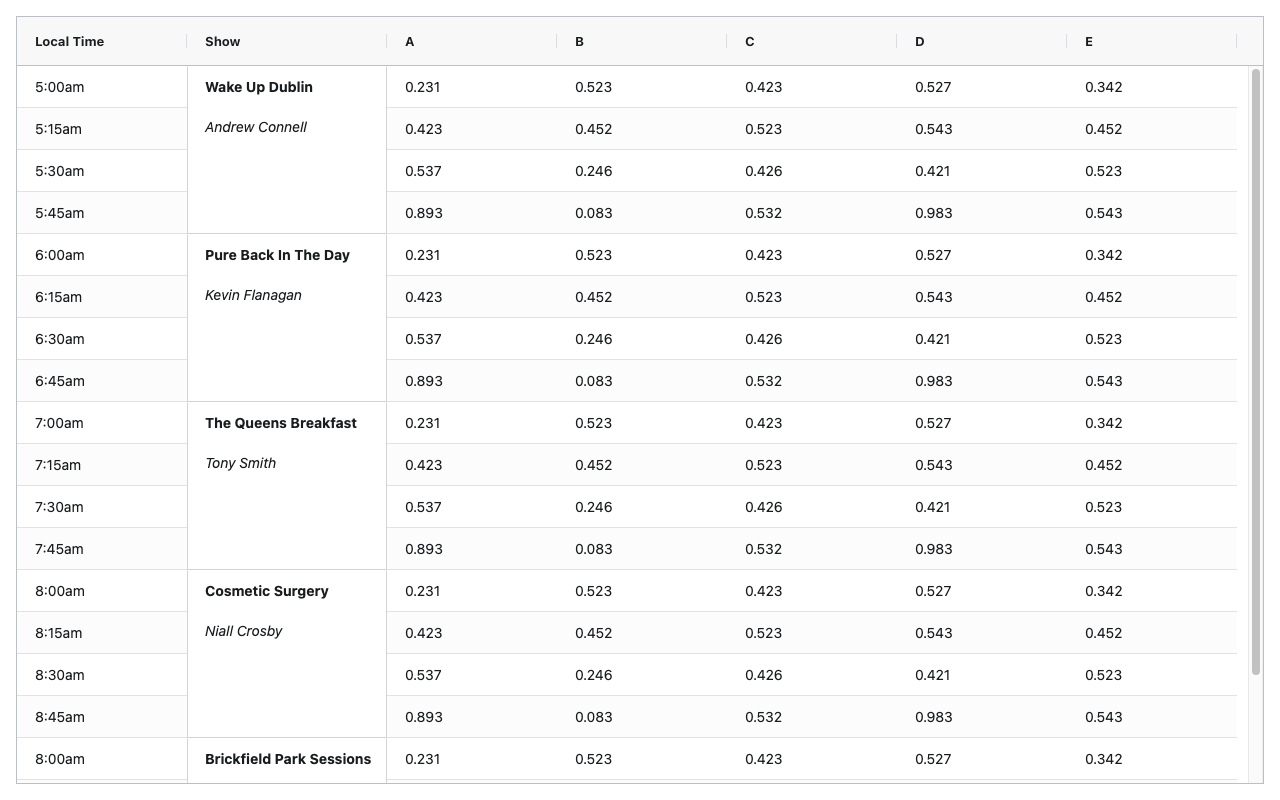 Local Time Show A B C D E
5:00am Wake Up Dublin 0.231 0.523 0.423 0.527 0.342
Andrew Connell
5:15am 0.423 0.452 0.523 0.543 0.452
5:30am 0.537 0.246 0.426 0.421 0.523
5:45am 0.893 0.083 0.532 0.983 0.543
6:00am Pure Back In The Day 0.231 0.523 0.423 0.527 0.342
Kevin Flanagan
6:15am 0.423 0.452 0.523 0.543 0.452
6:30am 0.537 0.246 0.426 0.421 0.523
6:45am 0.893 0.083 0.532 0.983 0.543
7:00am The Queens Breakfast 0.231 0.523 0.423 0.527 0.342
Tony Smith
7:15am 0.423 0.452 0.523 0.543 0.452
7:30am 0.537 0.246 0.426 0.421 0.523
7:45am 0.893 0.083 0.532 0.983 0.543
8:00am Cosmetic Surgery 0.231 0.523 0.423 0.527 0.342
Niall Crosby
8:15am 0.423 0.452 0.523 0.543 0.452
8:30am 0.537 0.246 0.426 0.421 0.523
8:45am 0.893 0.083 0.532 0.983 0.543
8:00am Brickfield Park Sessions 0.231 0.523 0.423 0.527 0.342